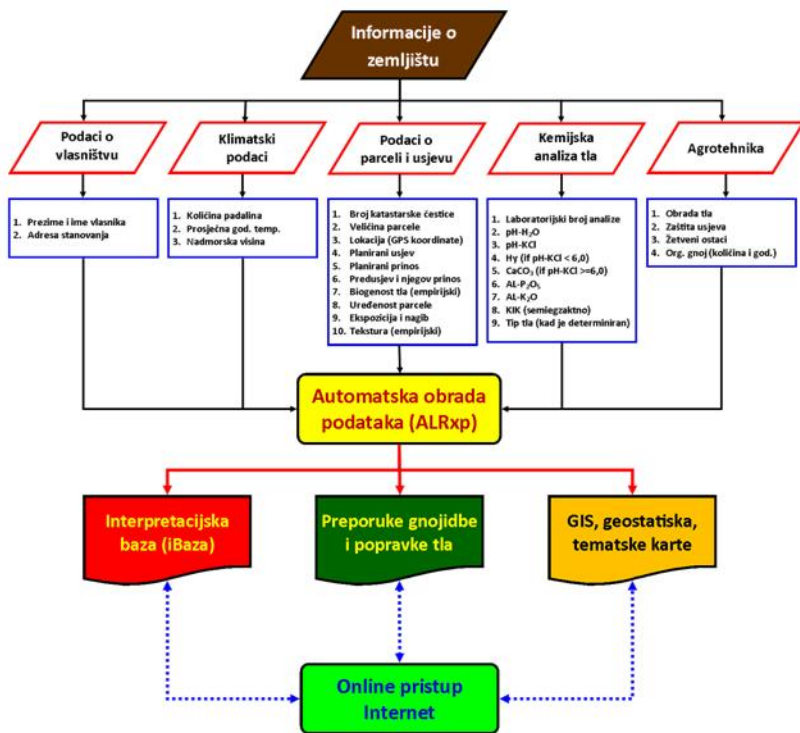 Informacije o
zemljištu
Podaci o
vlasništvu
Klimatski
podaci
Podaci o
parceli i usjevu
Kemijska
analiza tla
Agrotehnika
1. Prezime i ime vlasnika
2. Adresa stanovanja
1. Količina padalina
2. Prosječna god. temp.
3. Nadmorska visina
1. Broj katastarske čestice
2. Veličina parcele
3. Lokacija (GPS koordinate)
4. Planirani usjev
5. Planirani prinos
6. Predusjev i njegov prinos
7. Biogenost tla (empirijski)
8. Uređenost parcele
9. Ekspozicija i nagib
10. Tekstura (empirijski)
1. Laboratorijski broj analize
2. pH-H₂O
3. pH-KCl
4. Hy (if pH-KCl < 6,0)
5. CaCO₃ (if pH-KCl >=6,0)
6. AL-P₂O₅
7. AL-K₂O
8. KIK (semiegzaktno)
9. Tip tla (kad je determiniran)
1. Obrada tla
2. Zaštita usjeva
3. Žetveni ostaci
4. Org. gnoj (količina i god.)
Automatska obrada
podataka (ALRxp)
Interpretacijska
baza (iBaza)
Preporuke gnojidbe
i popravke tla
GIS, geostatiska,
tematske karte
Online pristup
Internet